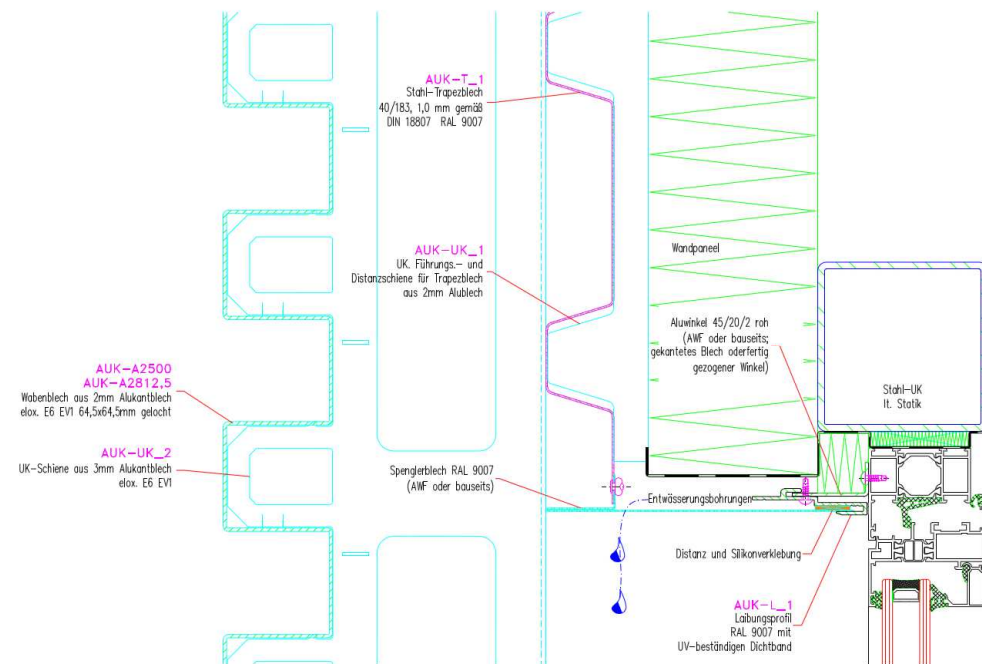 AUK-T_1
Stahl-Trapezblech
40/183, 1,0 mm gemäß
DIN 18807 RAL 9007
AUK-UK_1
UK. Führungs.- und
Distanzschiene für Trapezblech
aus 2mm Alublech
Wandpaneel
Aluwinkel 45/20/2 roh
(AWF oder bauseits;
gekantetes Blech oderfertig
gezogener Winkel)
Stahl-UK
lt. Statik
AUK-A2500
AUK-A2812,5
Wabenblech aus 2mm Alukantblech
elox. E6 EV1 64,5x64,5mm gelocht
AUK-UK_2
UK-Schiene aus 3mm Alukantblech
elox. E6 EV1
Spenglerblech RAL 9007
(AWF oder bauseits)
Entwässerungsbohrungen
Distanz und Silikonverklebung
AUK-L_1
Laibungsprofil
RAL 9007 mit
UV-beständigen Dichtband